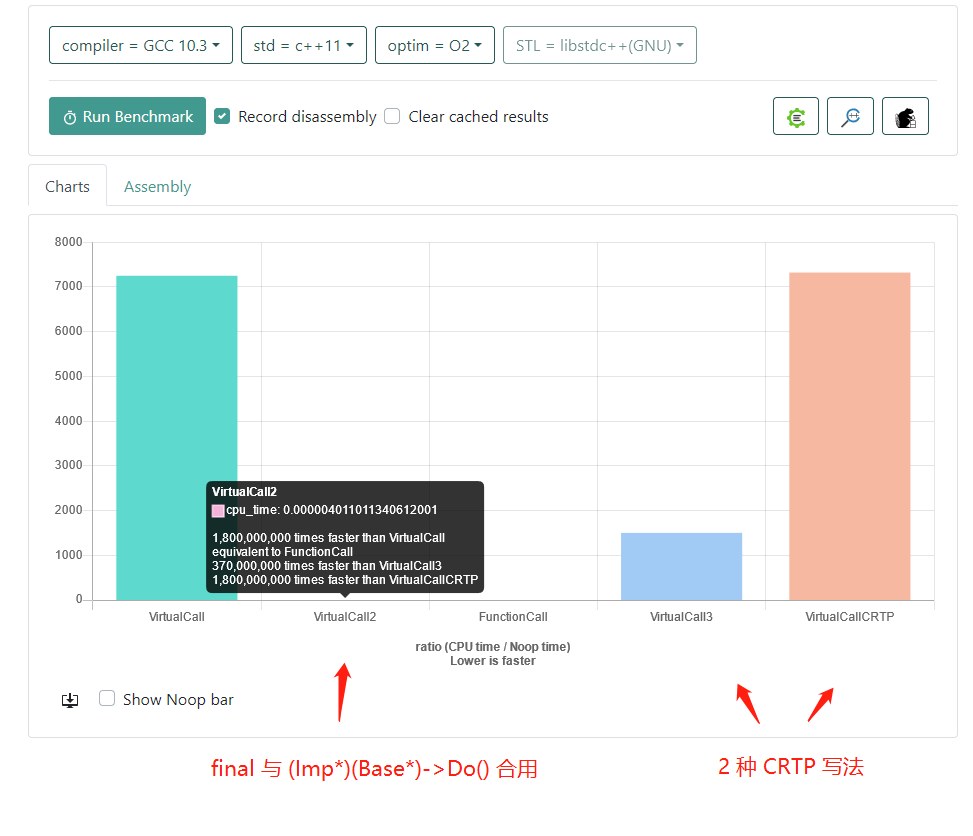 compiler = GCC 10.3
std = c++11
optim = O2
STL = libstdc++(GNU)
Run Benchmark
Record disassembly
Clear cached results
Charts
Assembly
8000
7000
6000
5000
4000
3000
2000
1000
0
VirtualCall2
cpu_time: 0.000004011011340612001
1,800,000,000 times faster than VirtualCall
equivalent to FunctionCall
370,000,000 times faster than VirtualCall3
1,800,000,000 times faster than VirtualCallCRTP
VirtualCall
VirtualCall2
FunctionCall
VirtualCall3
VirtualCallCRTP
ratio (CPU time / Noop time)
Lower is faster
Show Noop bar
final 与 (Imp*)(Base*)->Do() 合用
2 种 CRTP 写法